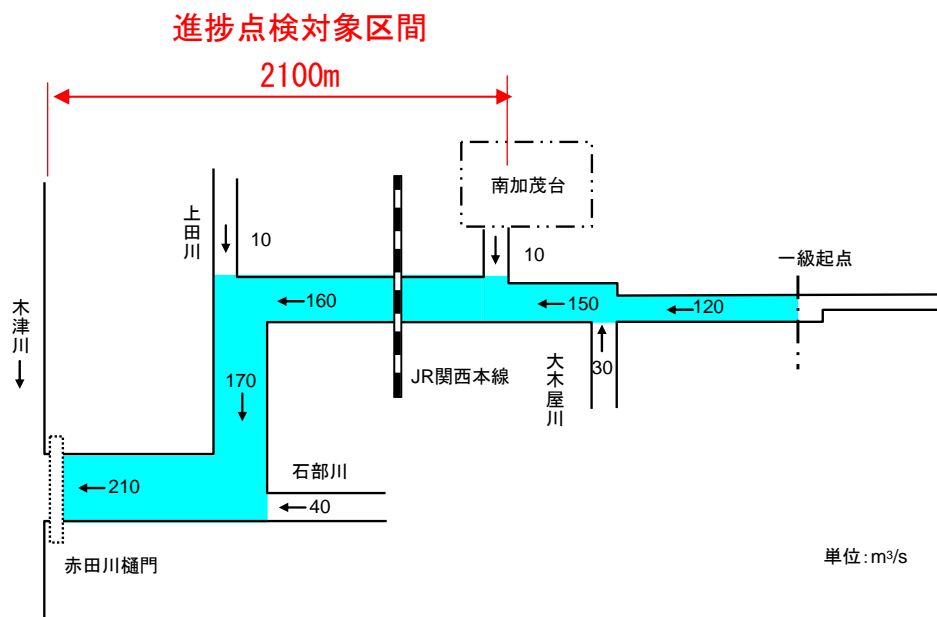 進捗点検対象区間
2100m
南加茂台
上田川
10
10
一級起点
木津川
160
150
120
JR関西本線
大木屋川
30
170
石部川
210
40
赤田川樋門
単位:m³/s